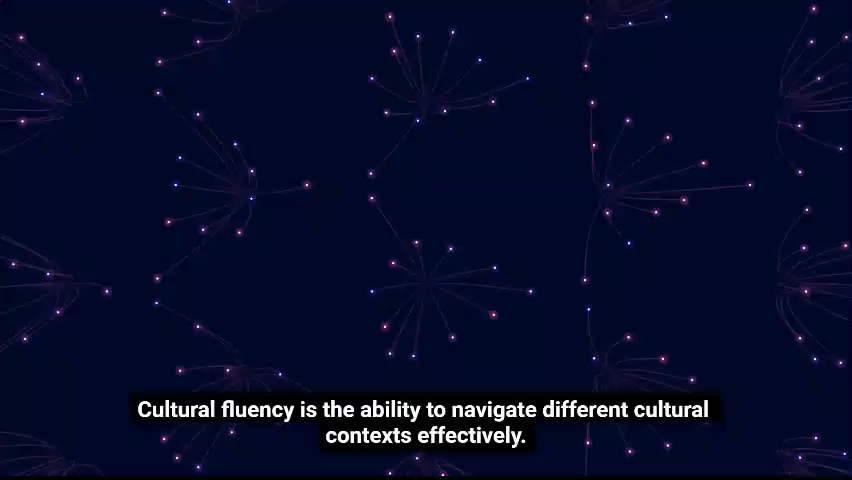 Cultural fluency is the ability to navigate different cultural
contexts effectively.